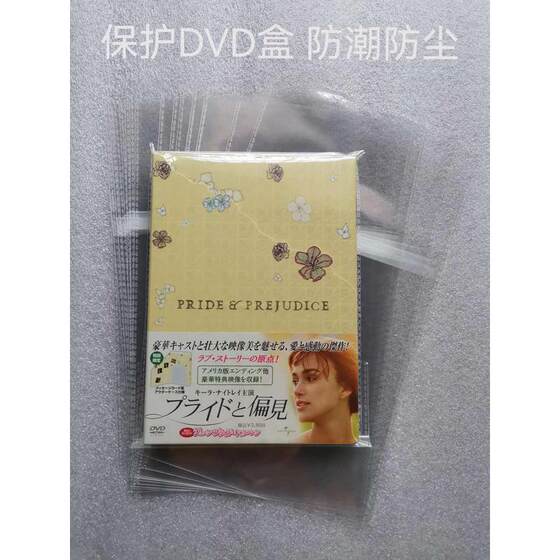 保护DVD盒 防潮防尘
PRIDE & PREJUDICE
豪華キャストと壮大な映像美を魅せる、愛と感動の傑作!
ラブ・ストーリーの原点!
アメリカ版エンディング他
豪華特典映像を収録!
キーラ・ナイトレイ主演
プライドと偏見
DVD